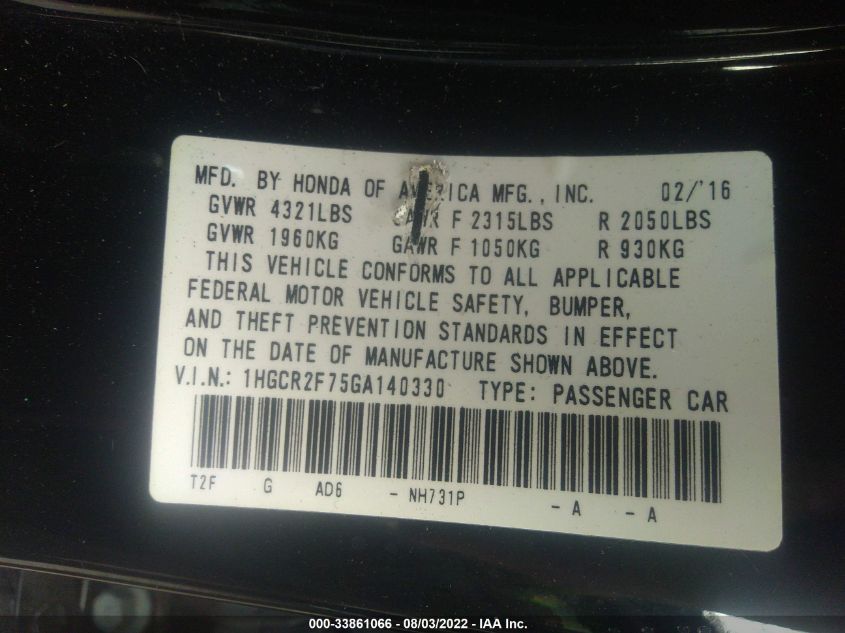 MFD. BY HONDA OF AMERICA MFG., INC. 02/'16
GVWR 4321LBS GAWR F 2315LBS R 2050LBS
GVWR 1960KG GAWR F 1050KG R 930KG
THIS VEHICLE CONFORMS TO ALL APPLICABLE
FEDERAL MOTOR VEHICLE SAFETY, BUMPER,
AND THEFT PREVENTION STANDARDS IN EFFECT
ON THE DATE OF MANUFACTURE SHOWN ABOVE.
V.I.N.: 1HGCR2F75GA140330 TYPE: PASSENGER CAR
T2F G AD6 - NH731P - A - A
000-33861066 - 08/03/2022 - IAA Inc.